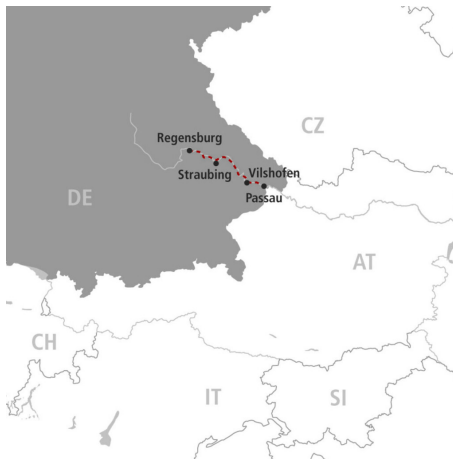 CZ
Regensburg
Straubing
Vilshofen
Passau
DE
AT
CH
IT
SI